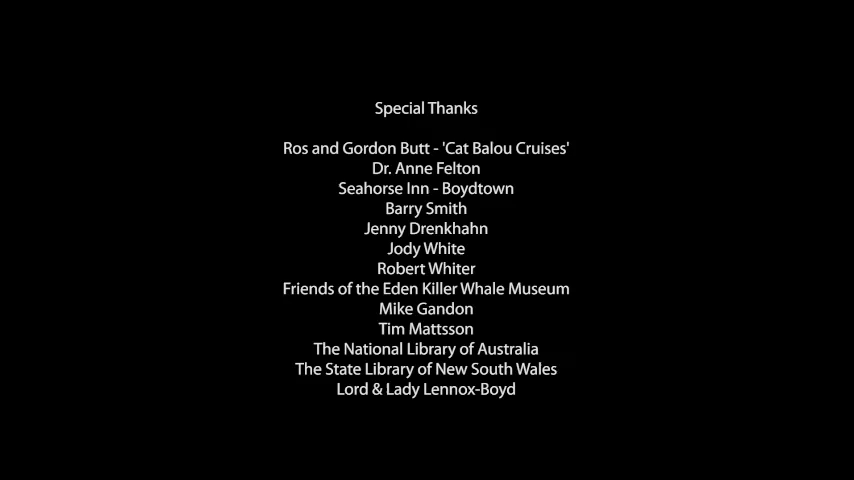 Special Thanks
Ros and Gordon Butt - 'Cat Balou Cruises'
Dr. Anne Felton
Seahorse Inn - Boydtown
Barry Smith
Jenny Drenkhahn
Jody White
Robert Whiter
Friends of the Eden Killer Whale Museum
Mike Gandon
Tim Mattsson
The National Library of Australia
The State Library of New South Wales
Lord & Lady Lennox-Boyd